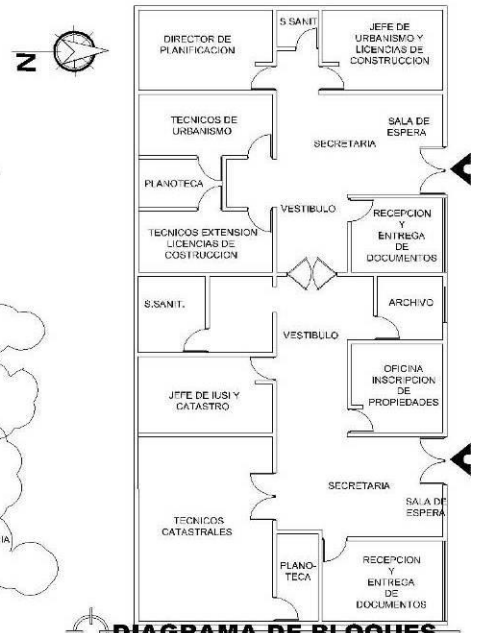 S.SANIT
DIRECTOR DE
PLANIFICACION
JEFE DE
URBANISMO Y
LICENCIAS DE
CONSTRUCCION
N
TECNICOS DE
URBANISMO
SALA DE
ESPERA
SECRETARIA
PLANOTECA
VESTIBULO
RECEPCION
Y
ENTREGA
DE
DOCUMENTOS
TECNICOS EXTENSION
LICENCIAS DE
COSTRUCCION
S.SANIT.
ARCHIVO
VESTIBULO
JEFE DE IUSI Y
CATASTRO
OFICINA
INSCRIPCION
DE
PROPIEDADES
SECRETARIA
SALA DE
ESPERA
TECNICOS
CATASTRALES
PLANO-
TECA
RECEPCION
Y
ENTREGA
DE
DOCUMENTOS
IA
DIAGRAMA DE BLOQUES